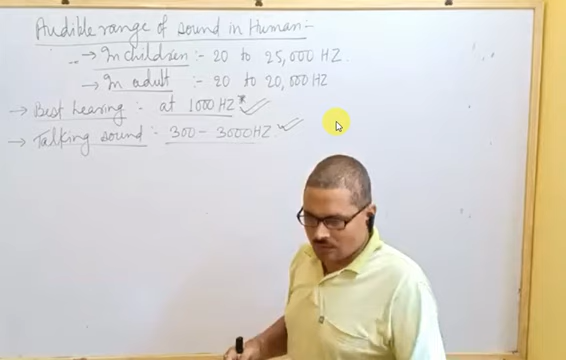 Audible range of sound in Human:-
→ In children :- 20 to 25,000 HZ.
→ In adult :- 20 to 20,000 HZ
→ Best hearing :- at 1000 HZ*
→ Talking sound :- 300 - 3000 HZ.